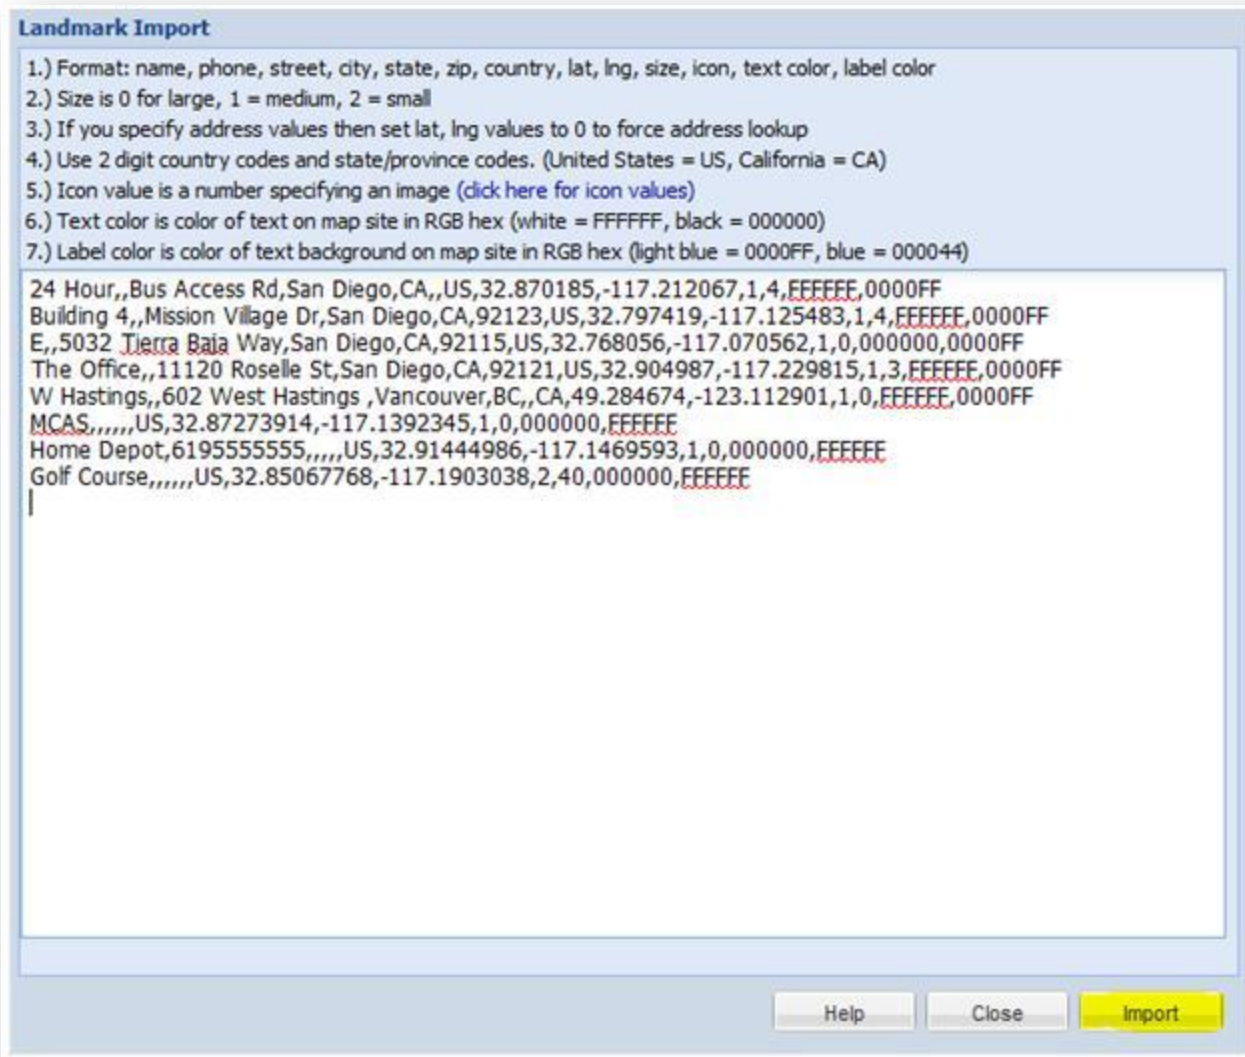 Landmark Import
1.) Format: name, phone, street, city, state, zip, country, lat, lng, size, icon, text color, label color
2.) Size is 0 for large, 1 = medium, 2 = small
3.) If you specify address values then set lat, lng values to 0 to force address lookup
4.) Use 2 digit country codes and state/province codes. (United States = US, California = CA)
5.) Icon value is a number specifying an image (click here for icon values)
6.) Text color is color of text on map site in RGB hex (white = FFFFFF, black = 000000)
7.) Label color is color of text background on map site in RGB hex (light blue = 0000FF, blue = 000044)
24 Hour,,Bus Access Rd,San Diego,CA,,US,32.870185,-117.212067,1,4,FFFFFF,0000FF
Building 4,,Mission Village Dr,San Diego,CA,92123,US,32.797419,-117.125483,1,4,FFFFFF,0000FF
E,,5032 Tierra Baja Way,San Diego,CA,92115,US,32.768056,-117.070562,1,0,000000,0000FF
The Office,,11120 Roselle St,San Diego,CA,92121,US,32.904987,-117.229815,1,3,FFFFFF,0000FF
W Hastings,,602 West Hastings ,Vancouver,BC,,CA,49.284674,-123.112901,1,0,FFFFFF,0000FF
MCAS,,,,,,US,32.87273914,-117.1392345,1,0,000000,FFFFFF
Home Depot,6195555555,,,,,US,32.91444986,-117.1469593,1,0,000000,FFFFFF
Golf Course,,,,,,US,32.85067768,-117.1903038,2,40,000000,FFFFFF
Help Close Import